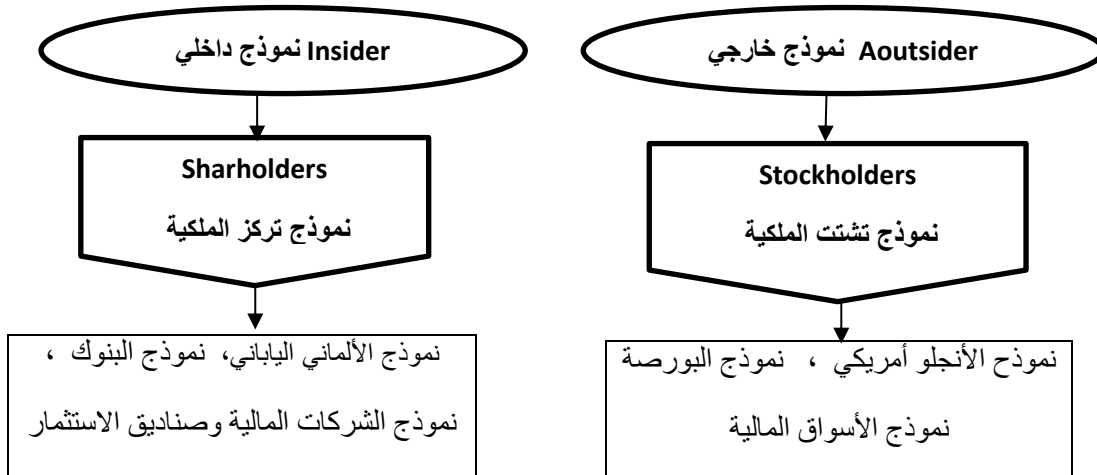 نموذج خارجي Aoutsider
نموذج داخلي Insider
Stockholders
نموذج تشتت الملكية
Sharholders
نموذج تركز الملكية
نموذح الأنجلو أمريكي ، نموذج البورصة
نموذج الأسواق المالية
نموذج الألماني الياباني، نموذج البنوك ،
نموذج الشركات المالية وصناديق الاستثمار